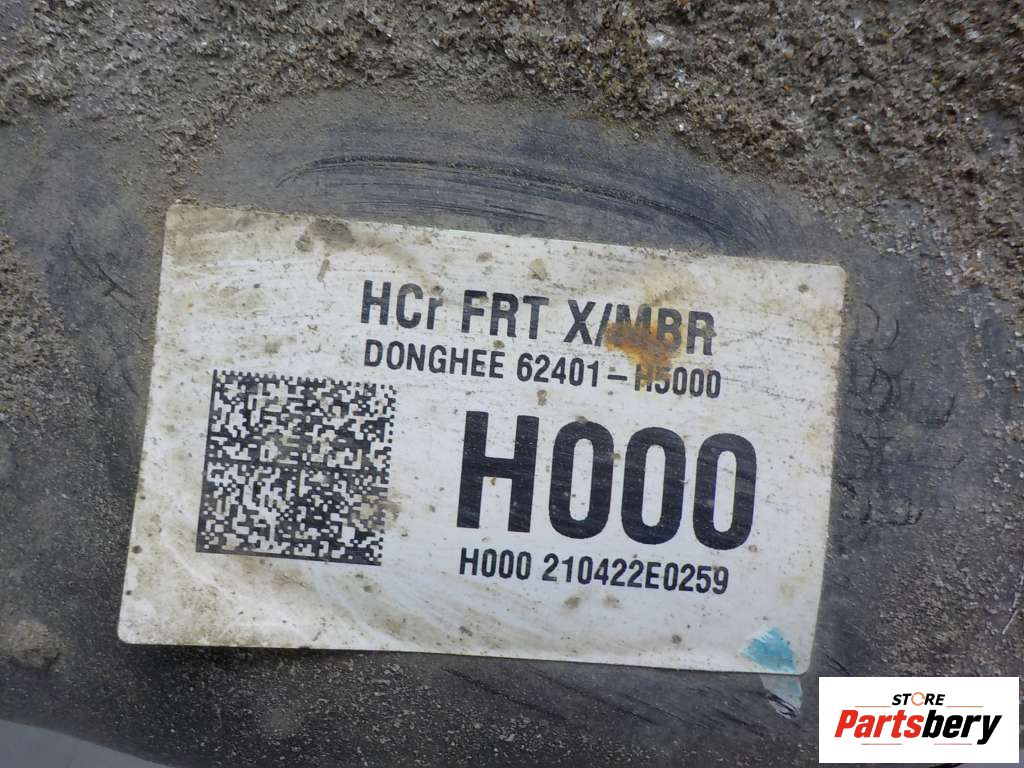 HCr FRT X/MBR
DONGHEE 62401-H5000
H000
H000 210422E0259
STORE
Partsbery